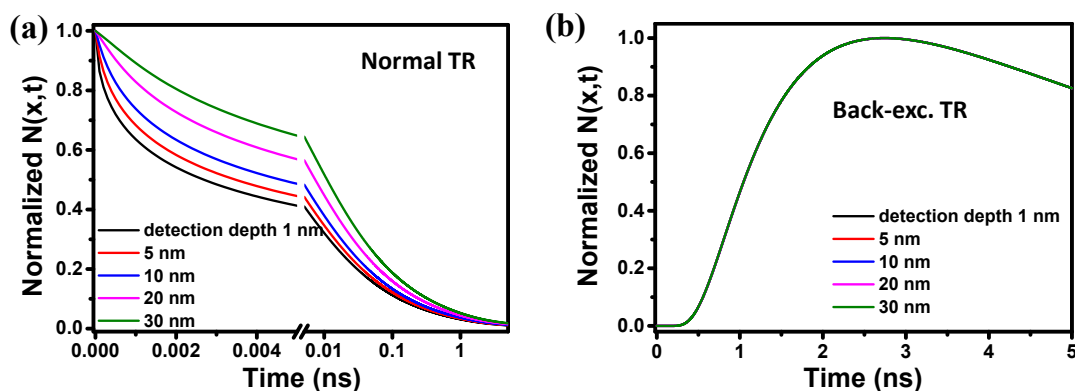 (a)
Normalized N(x,t)
1.0
0.8
0.6
0.4
0.2
0.0
Normal TR
detection depth 1 nm
5 nm
10 nm
20 nm
30 nm
0.000 0.002 0.004 0.01 0.1 1
Time (ns)
(b)
Normalized N(x,t)
1.0
0.8
0.6
0.4
0.2
0.0
Back-exc. TR
detection depth 1 nm
5 nm
10 nm
20 nm
30 nm
0 1 2 3 4 5
Time (ns)